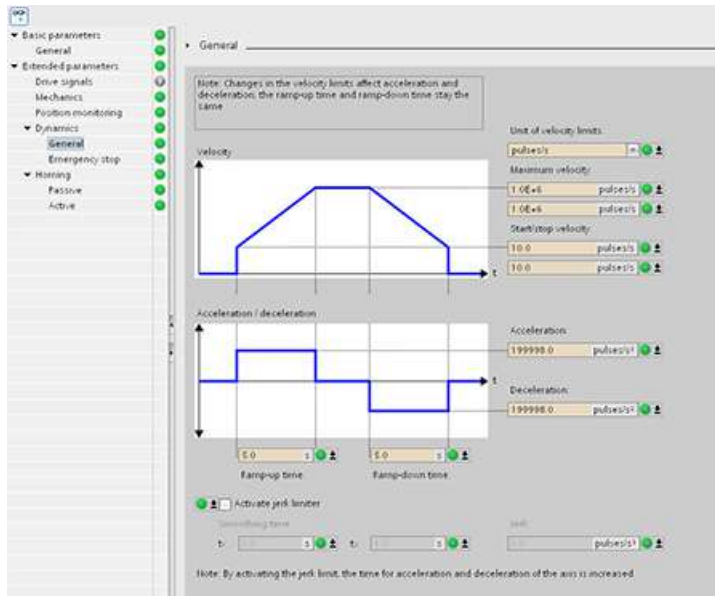 Basic parameters
General
Extended parameters
Drive signals
Mechanics
Position monitoring
Dynamics
General
Emergency stop
Homing
Passive
Active
General
Note: Changes in the velocity limits affect acceleration and
deceleration; the ramp-up time and ramp-down time stay the
same
Unit of velocity limits:
pulses/s
Velocity
Maximum velocity:
1.0E+6 pulses/s
1.0E+6 pulses/s
Start/stop velocity:
10.0 pulses/s
10.0 pulses/s
t
Acceleration / deceleration
Acceleration:
199998.0 pulses/s²
t
Deceleration:
199998.0 pulses/s²
5.0 s 5.0 s
Ramp-up time Ramp-down time
Activate jerk limiter
Smoothing time Jerk:
s s pulses/s³
Note: By activating the jerk limit, the time for acceleration and deceleration of the axis is increased